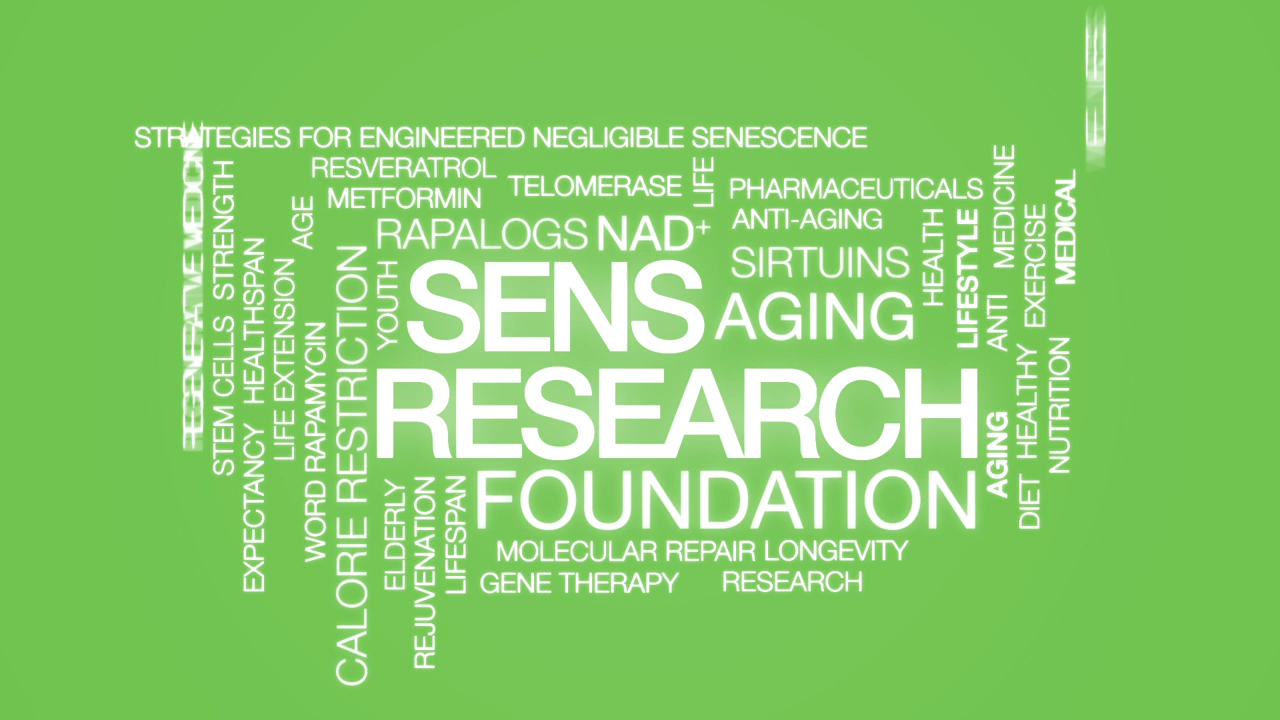 STRATEGIES FOR ENGINEERED NEGLIGIBLE SENESCENCE
RESVERATROL
METFORMIN
TELOMERASE
LIFE
PHARMACEUTICALS
ANTI-AGING
RAPALOGS
NAD+
SIRTUINS
SENS
AGING
RESEARCH
FOUNDATION
MOLECULAR REPAIR
LONGEVITY
GENE THERAPY
RESEARCH
STEM CELLS
STRENGTH
EXPECTANCY
HEALTHSPAN
LIFE EXTENSION
AGE
WORD
RAPAMYCIN
CALORIE RESTRICTION
YOUTH
ELDERLY
REJUVENATION
LIFESPAN
HEALTH
LIFESTYLE
ANTI
MEDICINE
AGING
EXERCISE
HEALTHY
DIET
MEDICAL
NUTRITION